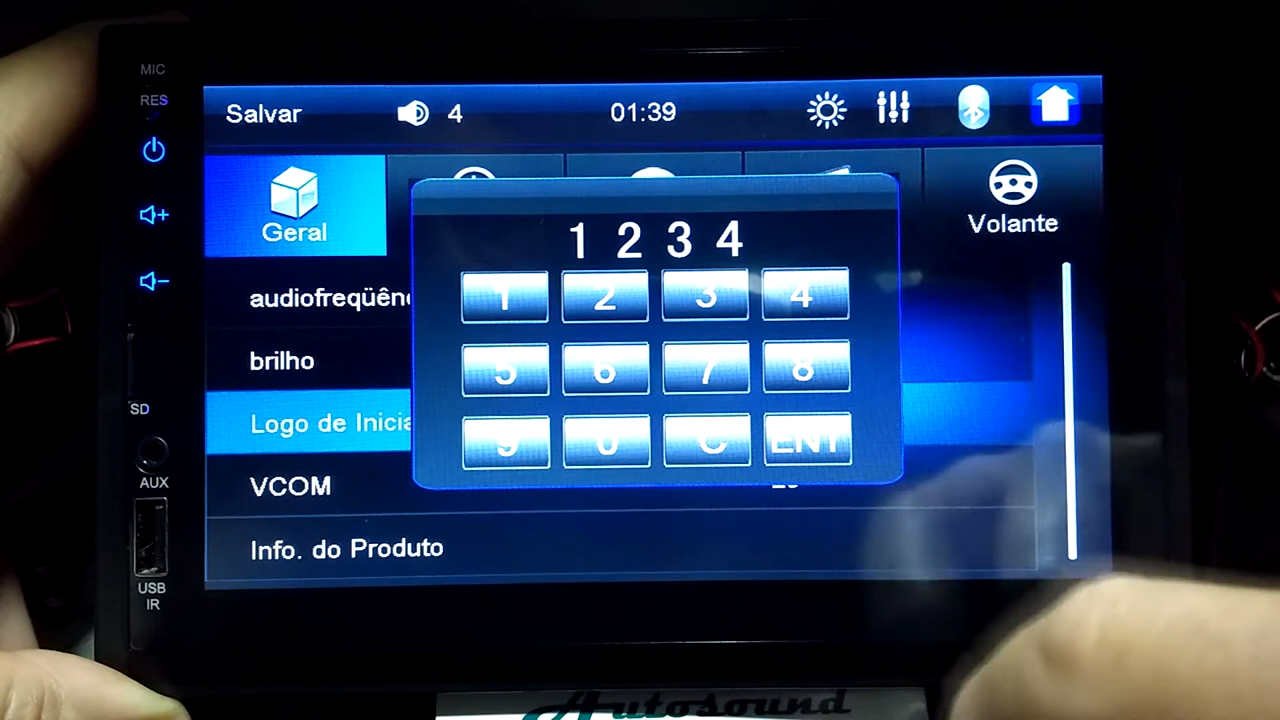 MIC
RES
Salvar
4
01:39
Geral
Volante
1 2 3 4
1 2 3 4
5 6 7 8
9 0 C ENT
audiofreqüên
brilho
Logo de Inicia
VCOM
Info. do Produto
SD
AUX
USB
IR
Autosound